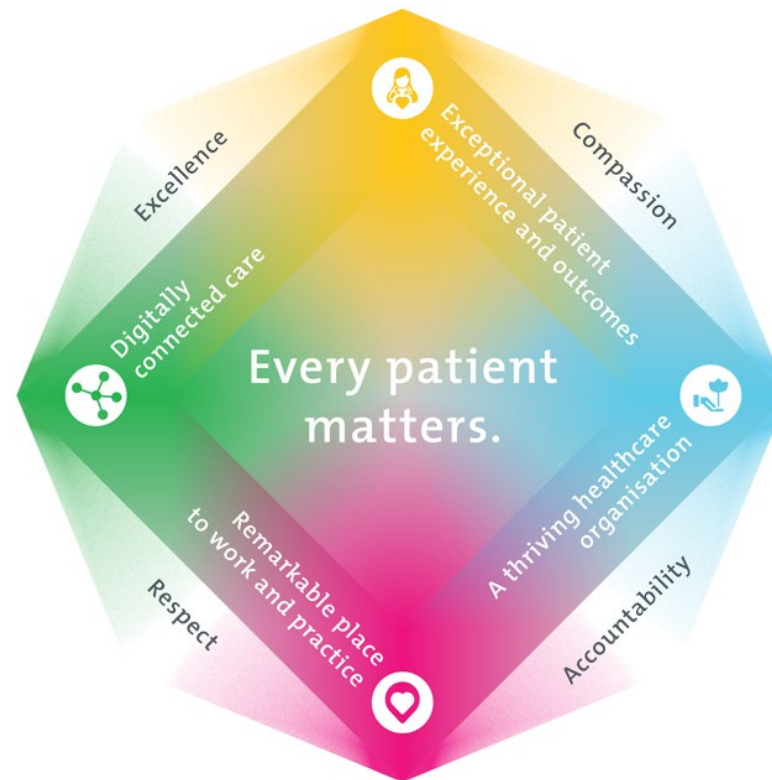 Excellence
Compassion
Exceptional patient
experience and outcomes
Digitally
connected care
Every patient
matters.
A thriving healthcare
organisation
Remarkable place
to work and practice
Respect
Accountability